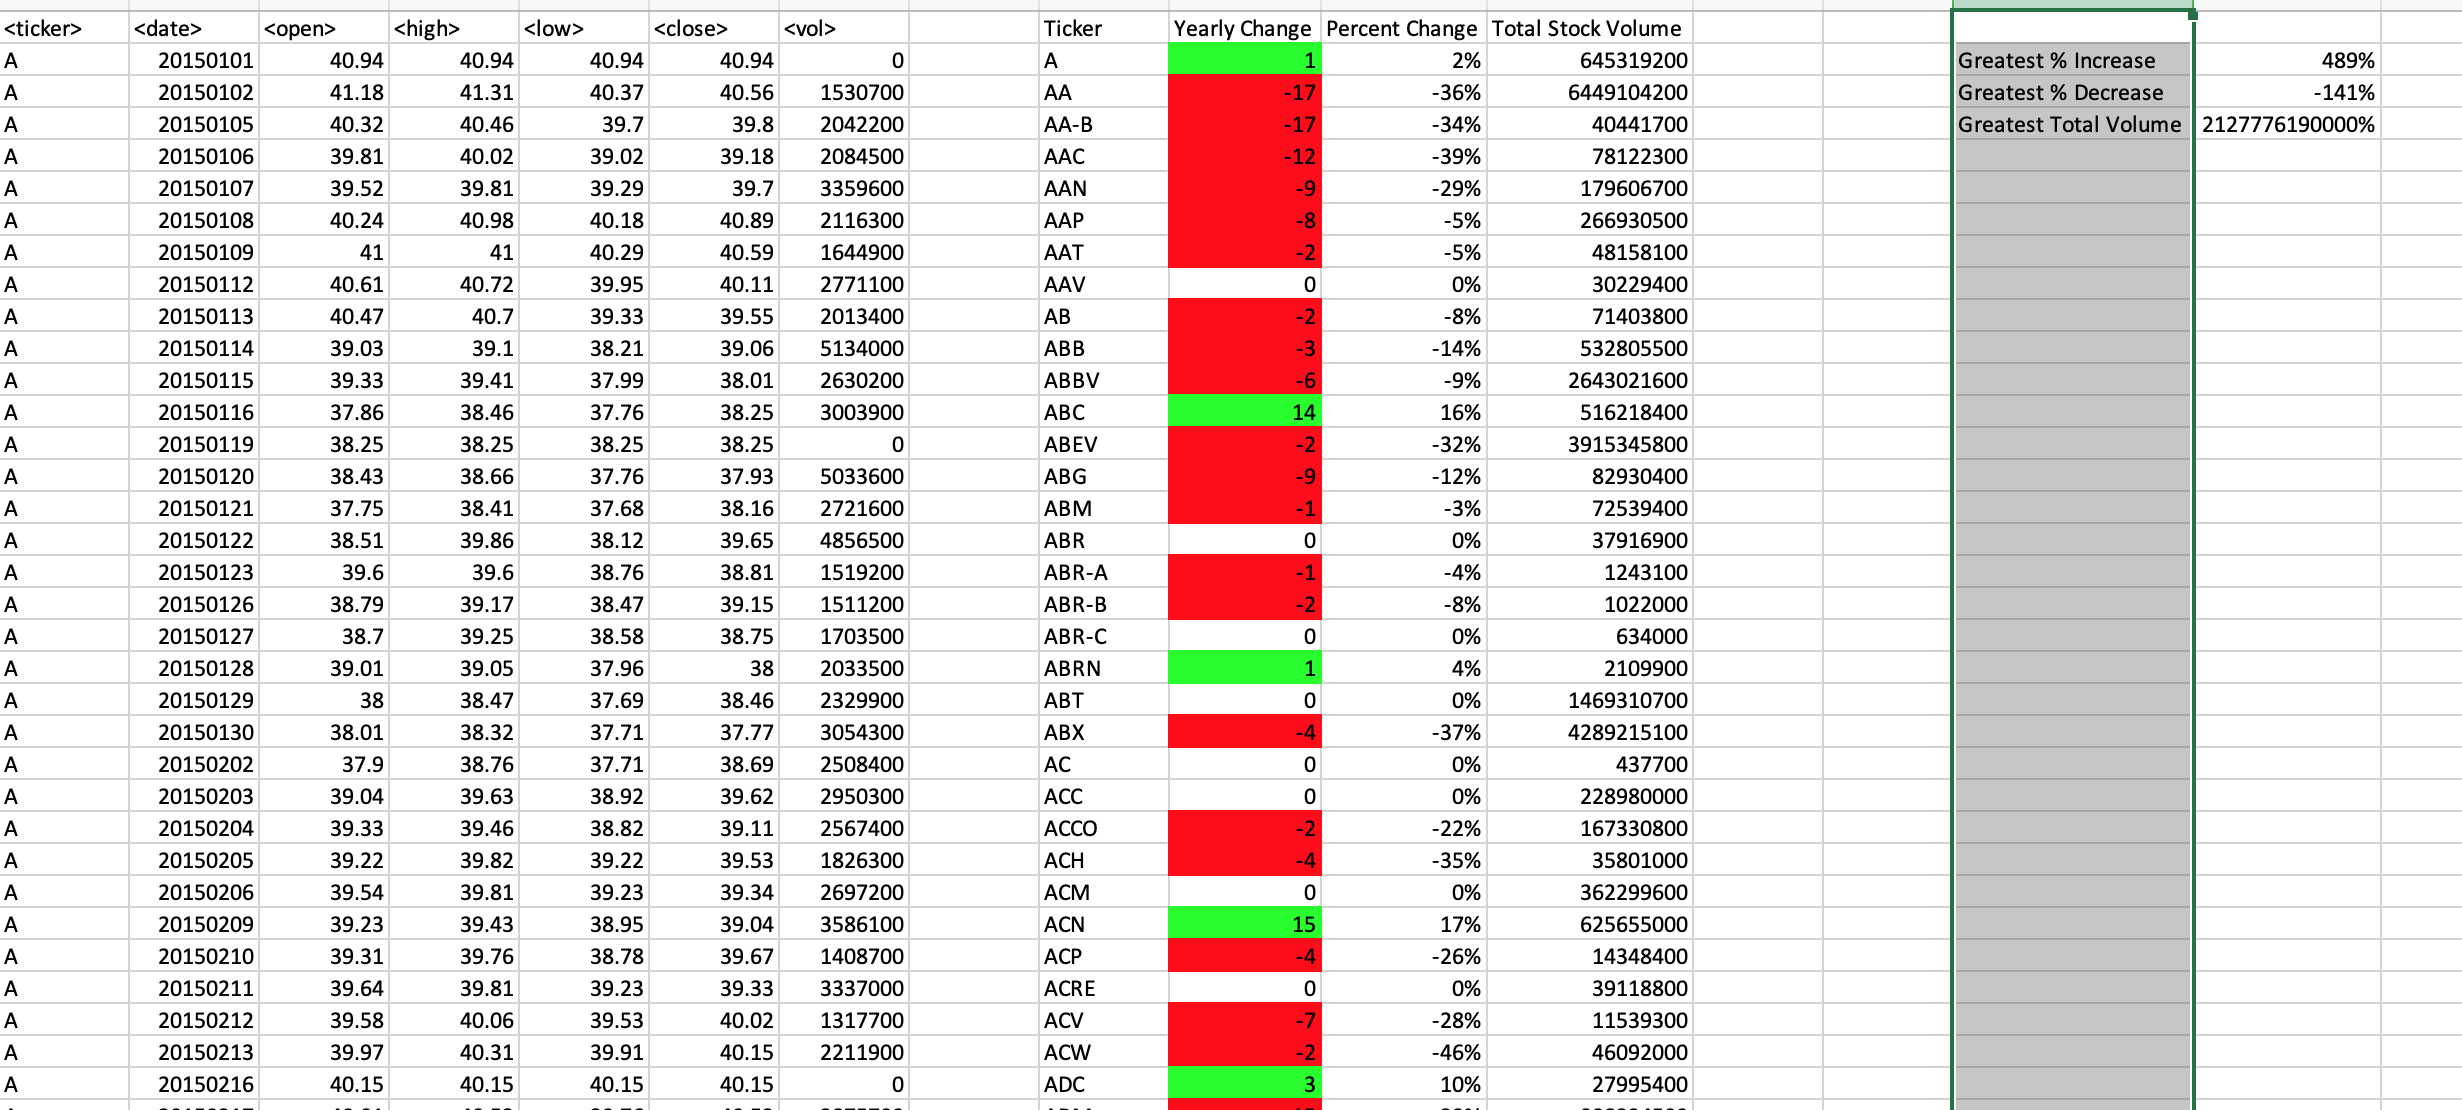 <ticker> <date> <open> <high> <low> <close> <vol> Ticker Yearly Change Percent Change Total Stock Volume
A 20150101 40.94 40.94 40.94 40.94 0 A 1 2% 645319200 Greatest % Increase 489%
A 20150102 41.18 41.31 40.37 40.56 1530700 AA -17 -36% 6449104200 Greatest % Decrease -141%
A 20150105 40.32 40.46 39.7 39.8 2042200 AA-B -17 -34% 40441700 Greatest Total Volume 2127776190000%
A 20150106 39.81 40.02 39.02 39.18 2084500 AAC -12 -39% 78122300
A 20150107 39.52 39.81 39.29 39.7 3359600 AAN -9 -29% 179606700
A 20150108 40.24 40.98 40.18 40.89 2116300 AAP -8 -5% 266930500
A 20150109 41 41 40.29 40.59 1644900 AAT -2 -5% 48158100
A 20150112 40.61 40.72 39.95 40.11 2771100 AAV 0 0% 30229400
A 20150113 40.47 40.7 39.33 39.55 2013400 AB -2 -8% 71403800
A 20150114 39.03 39.1 38.21 39.06 5134000 ABB -3 -14% 532805500
A 20150115 39.33 39.41 37.99 38.01 2630200 ABBV -6 -9% 2643021600
A 20150116 37.86 38.46 37.76 38.25 3003900 ABC 14 16% 516218400
A 20150119 38.25 38.25 38.25 38.25 0 ABEV -2 -32% 3915345800
A 20150120 38.43 38.66 37.76 37.93 5033600 ABG -9 -12% 82930400
A 20150121 37.75 38.41 37.68 38.16 2721600 ABM -1 -3% 72539400
A 20150122 38.51 39.86 38.12 39.65 4856500 ABR 0 0% 37916900
A 20150123 39.6 39.6 38.76 38.81 1519200 ABR-A -1 -4% 1243100
A 20150126 38.79 39.17 38.47 39.15 1511200 ABR-B -2 -8% 1022000
A 20150127 38.7 39.25 38.58 38.75 1703500 ABR-C 0 0% 634000
A 20150128 39.01 39.05 37.96 38 2033500 ABRN 1 4% 2109900
A 20150129 38 38.47 37.69 38.46 2329900 ABT 0 0% 1469310700
A 20150130 38.01 38.32 37.71 37.77 3054300 ABX -4 -37% 4289215100
A 20150202 37.9 38.76 37.71 38.69 2508400 AC 0 0% 437700
A 20150203 39.04 39.63 38.92 39.62 2950300 ACC 0 0% 228980000
A 20150204 39.33 39.46 38.82 39.11 2567400 ACCO -2 -22% 167330800
A 20150205 39.22 39.82 39.22 39.53 1826300 ACH -4 -35% 35801000
A 20150206 39.54 39.81 39.23 39.34 2697200 ACM 0 0% 362299600
A 20150209 39.23 39.43 38.95 39.04 3586100 ACN 15 17% 625655000
A 20150210 39.31 39.76 38.78 39.67 1408700 ACP -4 -26% 14348400
A 20150211 39.64 39.81 39.23 39.33 3337000 ACRE 0 0% 39118800
A 20150212 39.58 40.06 39.53 40.02 1317700 ACV -7 -28% 11539300
A 20150213 39.97 40.31 39.91 40.15 2211900 ACW -2 -46% 46092000
A 20150216 40.15 40.15 40.15 40.15 0 ADC 3 10% 27995400